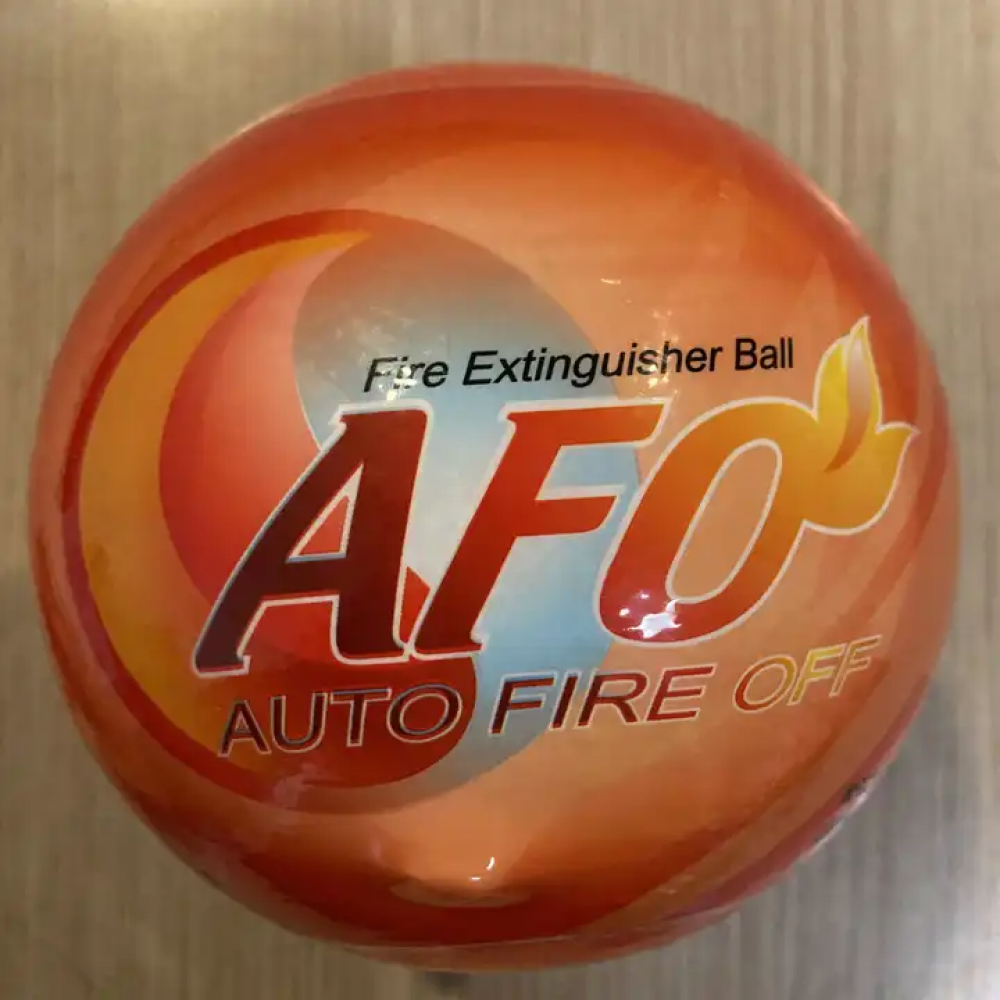 Fire Extinguisher Ball
AFO
AUTO FIRE OFF